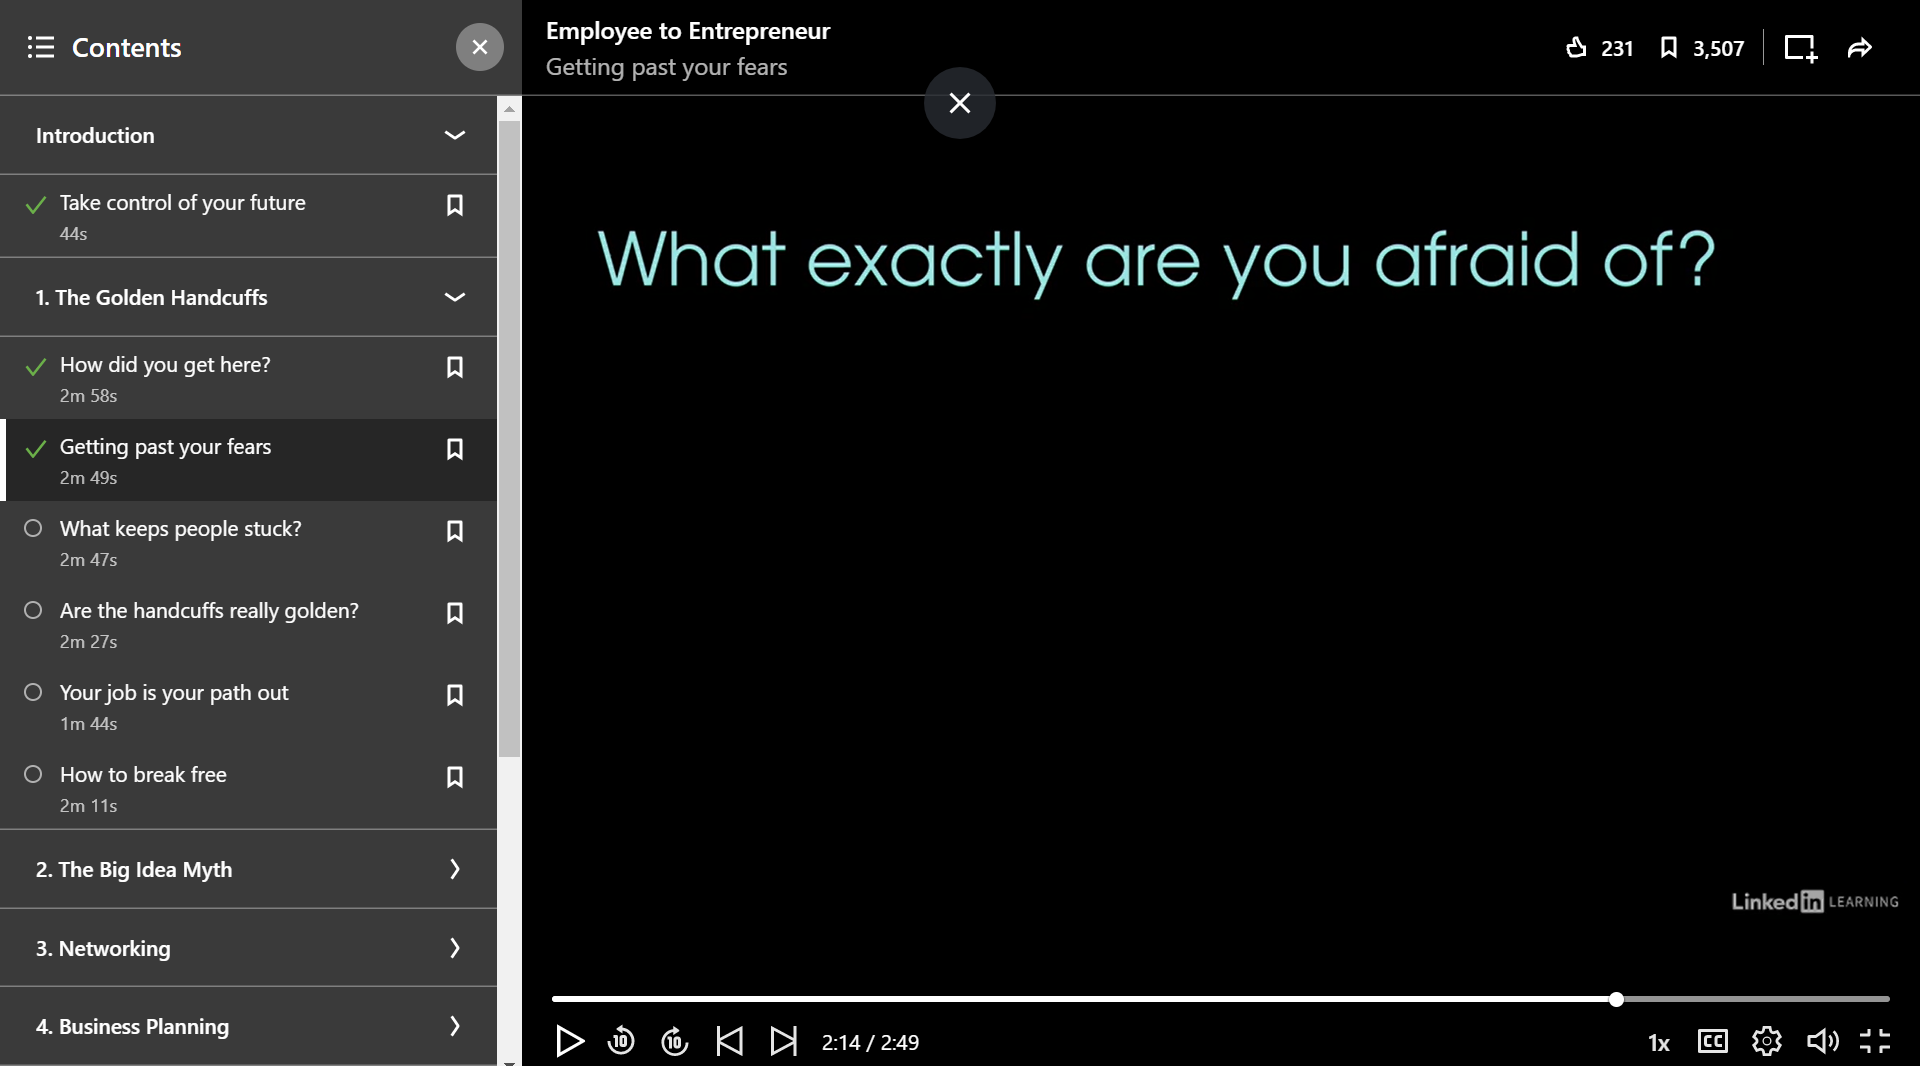 Contents
Employee to Entrepreneur
Getting past your fears
231
3,507
Introduction
Take control of your future
44s
1. The Golden Handcuffs
How did you get here?
2m 58s
Getting past your fears
2m 49s
What keeps people stuck?
2m 47s
Are the handcuffs really golden?
2m 27s
Your job is your path out
1m 44s
How to break free
2m 11s
2. The Big Idea Myth
3. Networking
4. Business Planning
What exactly are you afraid of?
Linked in LEARNING
10
10
2:14 / 2:49
1x
CC